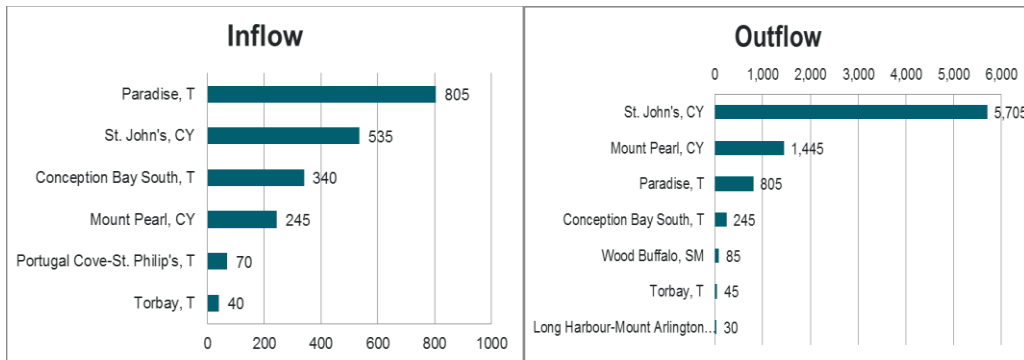 Inflow
Paradise, T 805
St. John's, CY 535
Conception Bay South, T 340
Mount Pearl, CY 245
Portugal Cove-St. Philip's, T 70
Torbay, T 40
0 200 400 600 800 1000
Outflow
0 1,000 2,000 3,000 4,000 5,000 6,000
St. John's, CY 5,705
Mount Pearl, CY 1,445
Paradise, T 805
Conception Bay South, T 245
Wood Buffalo, SM 85
Torbay, T 45
Long Harbour-Mount Arlington... 30